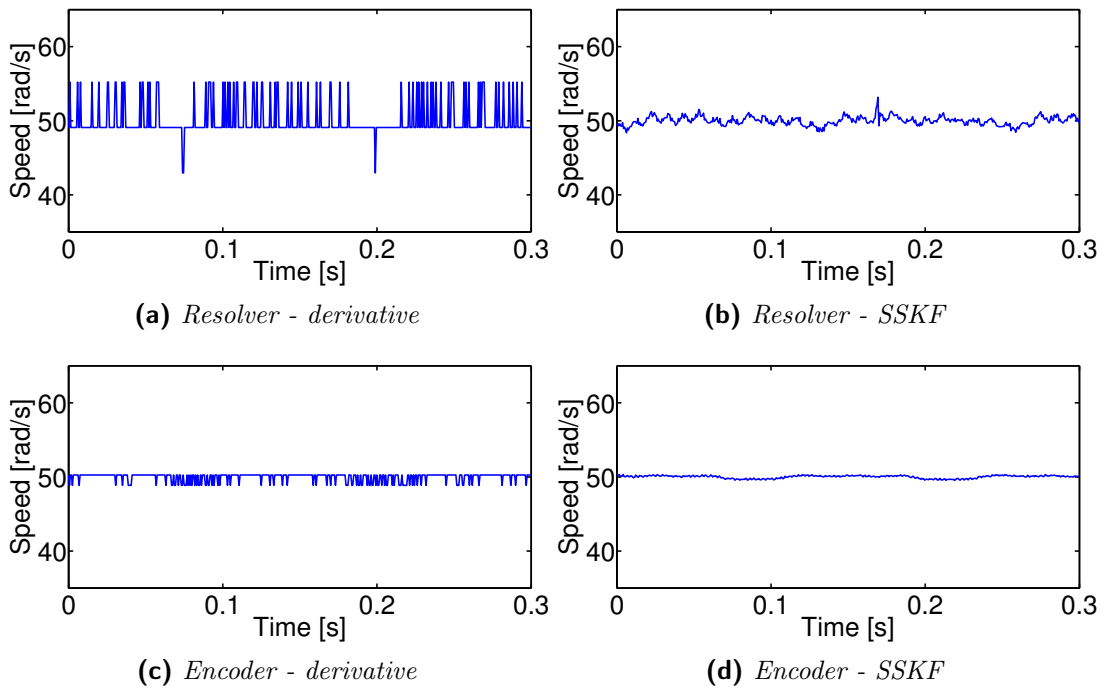 Speed [rad/s]
60
50
40
0
0.1
0.2
0.3
Time [s]
(a) Resolver - derivative
Speed [rad/s]
60
50
40
0
0.1
0.2
0.3
Time [s]
(b) Resolver - SSKF
Speed [rad/s]
60
50
40
0
0.1
0.2
0.3
Time [s]
(c) Encoder - derivative
Speed [rad/s]
60
50
40
0
0.1
0.2
0.3
Time [s]
(d) Encoder - SSKF